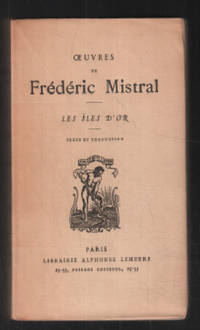 ŒUVRES
DE
Frédéric Mistral
LES ÎLES D'OR
TEXTE ET TRADUCTION
PARIS
LIBRAIRIE ALPHONSE LEMERRE
23-33, PASSAGE CHOISEUL, 23-33